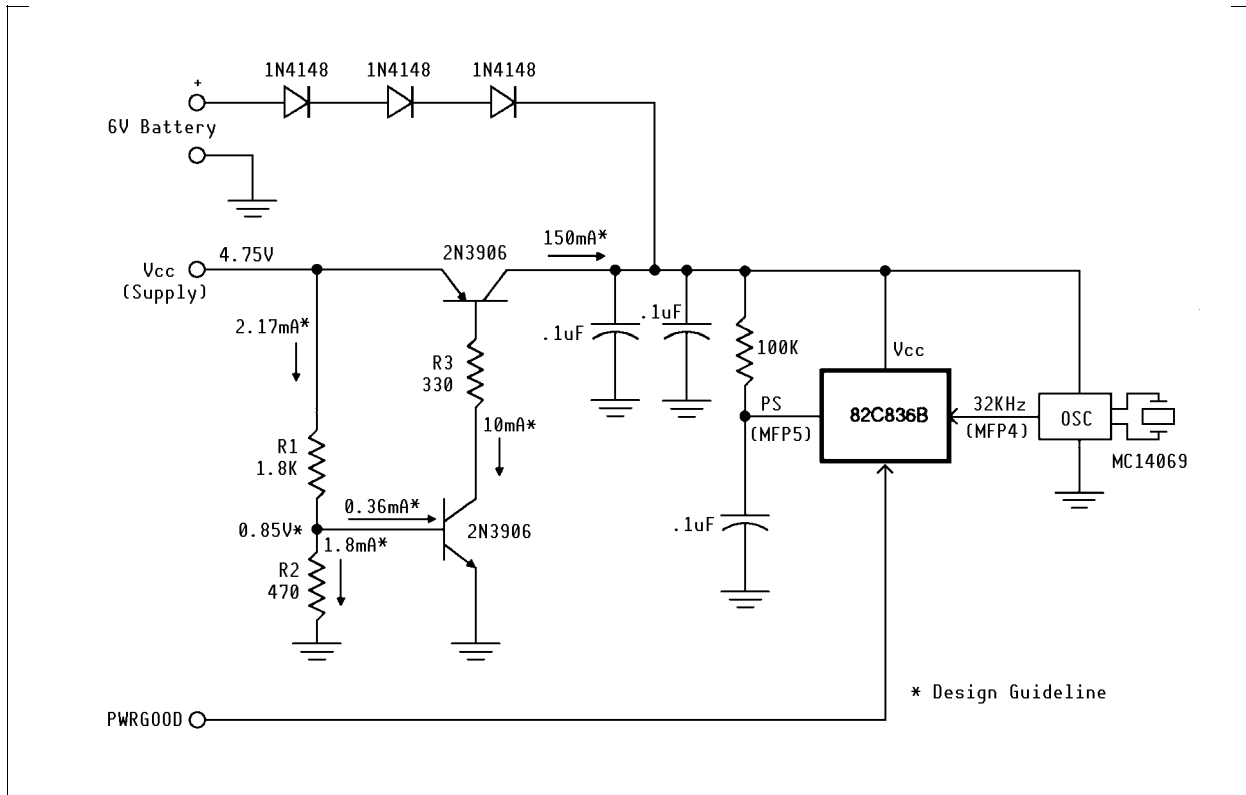 1N4148 1N4148 1N4148
+
6V Battery
4.75V
Vcc
(Supply)
2N3906
150mA*
2.17mA*
.1uF
.1uF
R3
330
100K
Vcc
10mA*
PS
(MFP5)
82C836B
32KHz
(MFP4)
OSC
MC14069
R1
1.8K
0.36mA*
0.85V*
1.8mA*
2N3906
.1uF
R2
470
* Design Guideline
PWRGOOD